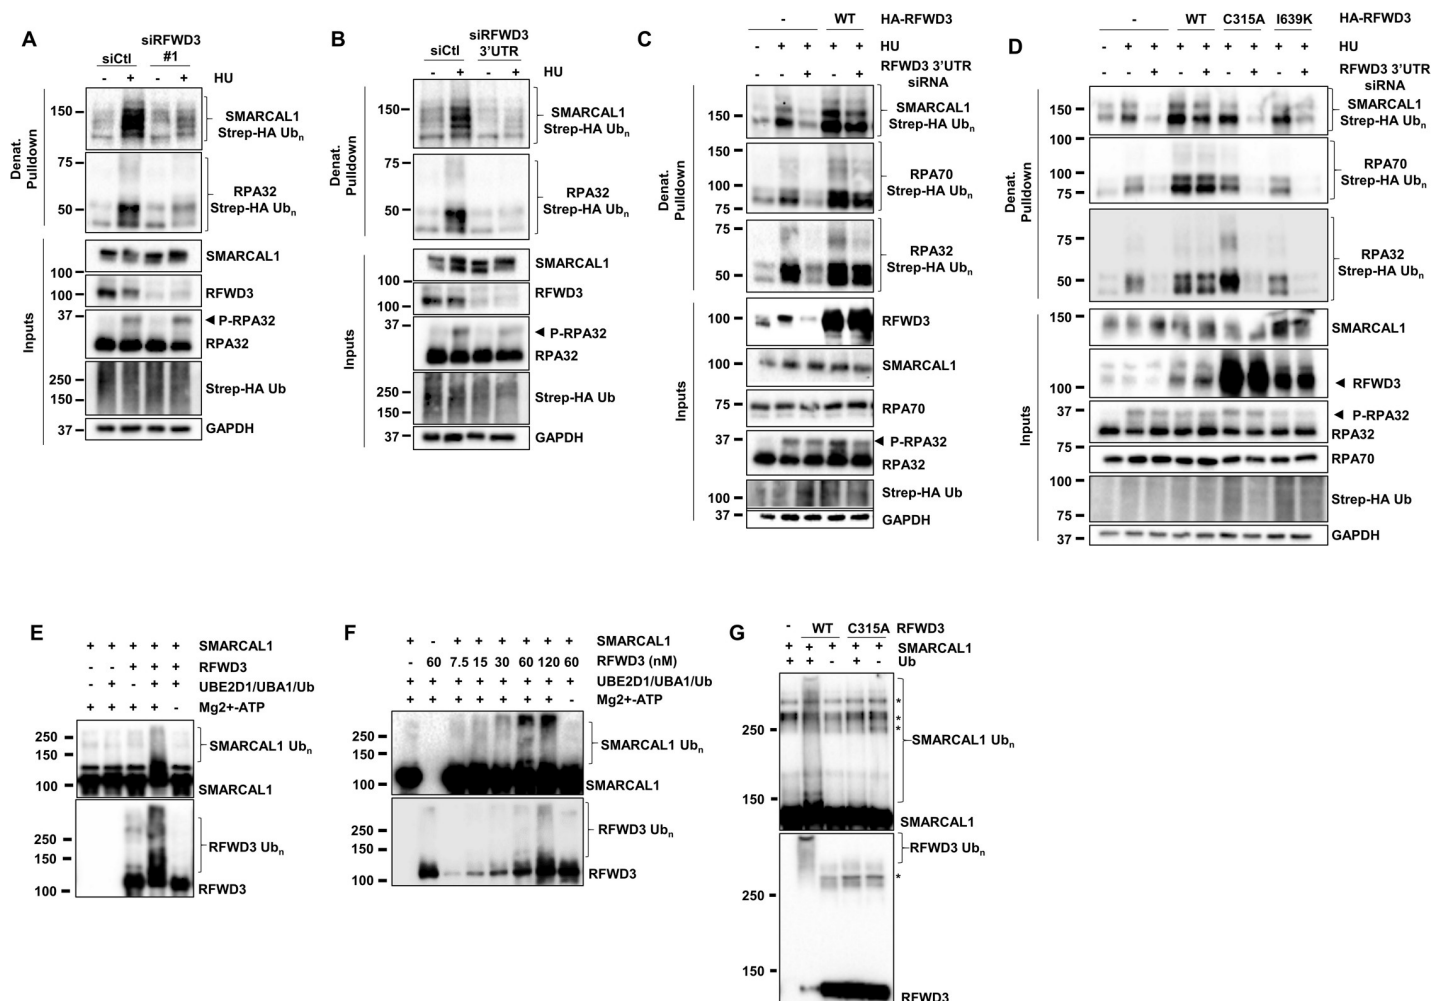 A
siRFWD3
siCtl #1
- + - + HU
Denat. Pulldown
150
SMARCAL1
Strep-HA Ubn
75
50
RPA32
Strep-HA Ubn
Inputs
SMARCAL1
100
100
RFWD3
37
◄ P-RPA32
RPA32
250
150
Strep-HA Ub
37
GAPDH
B
siRFWD3
siCtl 3'UTR
- + - + HU
Denat. Pulldown
150
SMARCAL1
Strep-HA Ubn
75
50
RPA32
Strep-HA Ubn
Inputs
SMARCAL1
100
100
RFWD3
37
◄ P-RPA32
RPA32
250
150
Strep-HA Ub
37
GAPDH
C
- WT HA-RFWD3
- + + + + HU
- - + - + RFWD3 3'UTR
siRNA
Denat. Pulldown
150
SMARCAL1
Strep-HA Ubn
150
100
75
RPA70
Strep-HA Ubn
75
50
RPA32
Strep-HA Ubn
Inputs
100
RFWD3
100
SMARCAL1
75
RPA70
37
◄ P-RPA32
RPA32
100
Strep-HA Ub
37
GAPDH
D
- WT C315A I639K HA-RFWD3
- + + + + + + + + HU
- - + - + - + - + RFWD3 3'UTR
siRNA
Denat. Pulldown
150
SMARCAL1
Strep-HA Ubn
100
100
75
RPA70
Strep-HA Ubn
75
50
RPA32
Strep-HA Ubn
Inputs
150
SMARCAL1
100
◄ RFWD3
37
◄ P-RPA32
RPA32
75
RPA70
100
75
Strep-HA Ub
37
GAPDH
E
+ + + + + SMARCAL1
- - + + + RFWD3
- + - + + UBE2D1/UBA1/Ub
+ + + + - Mg2+-ATP
250
150
100
SMARCAL1 Ubn
SMARCAL1
250
150
100
RFWD3 Ubn
RFWD3
F
+ - + + + + + + SMARCAL1
- 60 7.5 15 30 60 120 60 RFWD3 (nM)
+ + + + + + + + UBE2D1/UBA1/Ub
+ + + + + + + - Mg2+-ATP
250
150
100
SMARCAL1 Ubn
SMARCAL1
250
150
100
RFWD3 Ubn
RFWD3
G
- WT C315A RFWD3
+ + + + + SMARCAL1
+ + - + - Ub
*
*
*
250
150
SMARCAL1 Ubn
SMARCAL1
RFWD3 Ubn
*
250
150
RFWD3